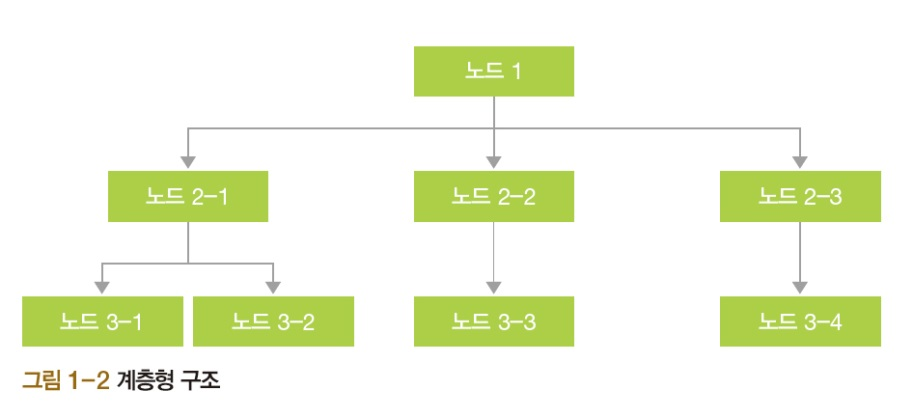 노드 1
노드 2-1
노드 2-2
노드 2-3
노드 3-1
노드 3-2
노드 3-3
노드 3-4
그림 1-2 계층형 구조